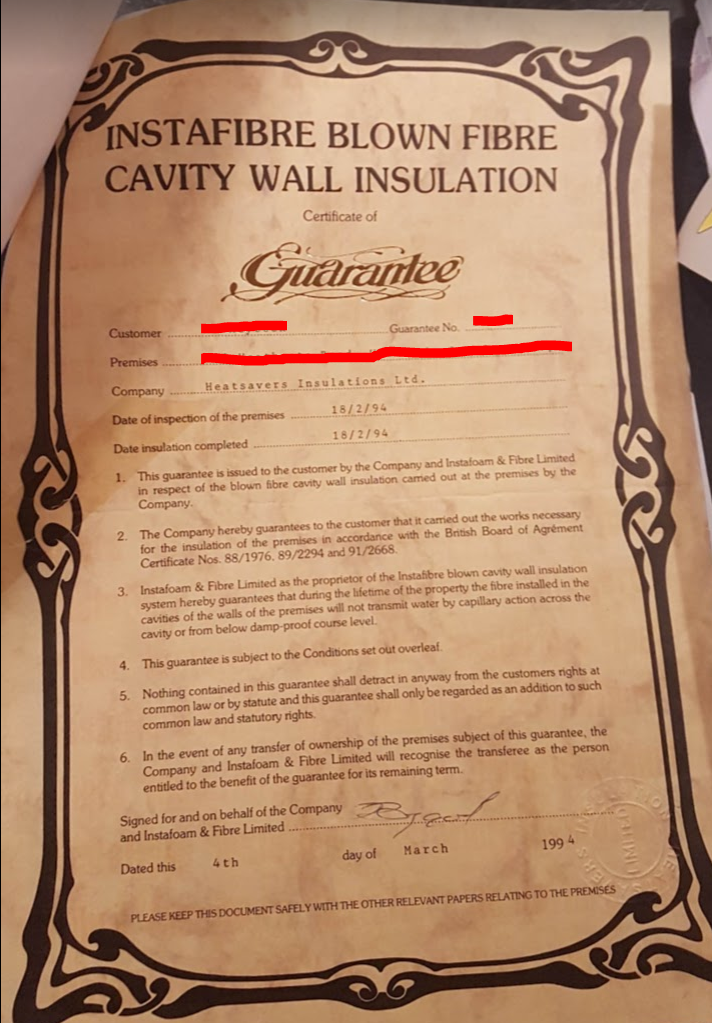 INSTAFIBRE BLOWN FIBRE
CAVITY WALL INSULATION
Certificate of
Guarantee
Customer
Guarantee No.
Premises
Company Heatsavers Insulations Ltd.
Date of inspection of the premises 18/2/94
Date insulation completed 18/2/94
1. This guarantee is issued to the customer by the Company and Instafoam & Fibre Limited
in respect of the blown fibre cavity wall insulation carried out at the premises by the
Company.
2. The Company hereby guarantees to the customer that it carried out the works necessary
for the insulation of the premises in accordance with the British Board of Agrément
Certificate Nos. 88/1976, 89/2294 and 91/2668.
3. Instafoam & Fibre Limited as the proprietor of the Instafibre blown cavity wall insulation
system hereby guarantees that during the lifetime of the property the fibre installed in the
cavities of the walls of the premises will not transmit water by capillary action across the
cavity or from below damp-proof course level.
4. This guarantee is subject to the Conditions set out overleaf.
5. Nothing contained in this guarantee shall detract in anyway from the customers rights at
common law or by statute and this guarantee shall only be regarded as an addition to such
common law and statutory rights.
6. In the event of any transfer of ownership of the premises subject of this guarantee, the
Company and Instafoam & Fibre Limited will recognise the transferee as the person
entitled to the benefit of the guarantee for its remaining term.
Signed for and on behalf of the Company
and Instafoam & Fibre Limited
Dated this 4th day of March 1994
PLEASE KEEP THIS DOCUMENT SAFELY WITH THE OTHER RELEVANT PAPERS RELATING TO THE PREMISES